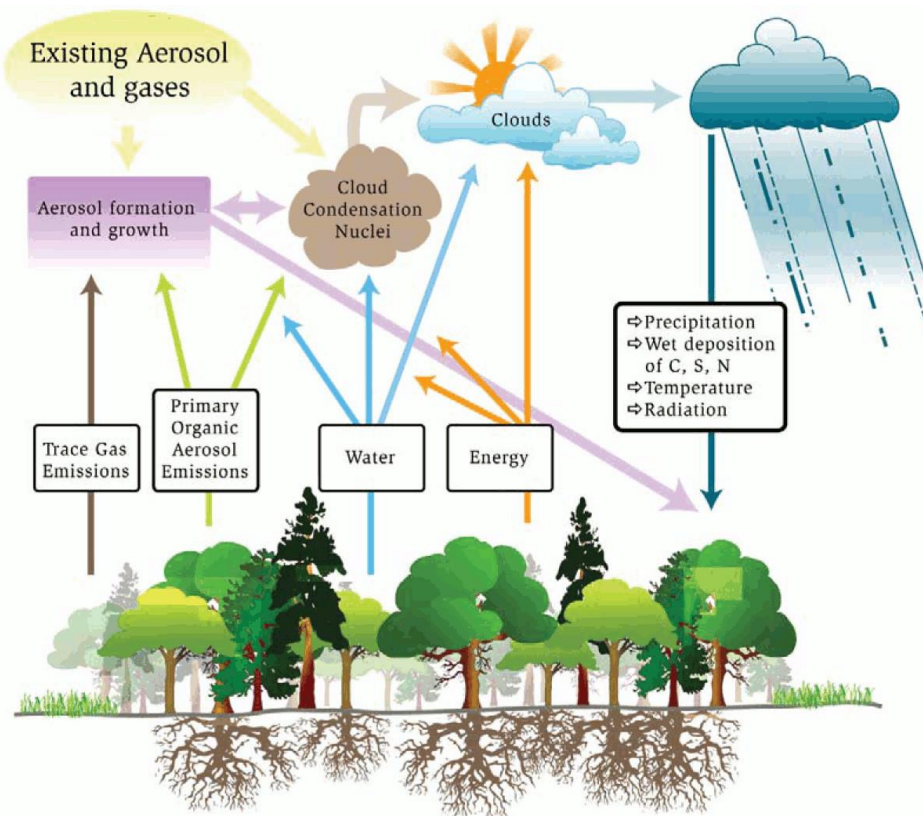 Existing Aerosol
and gases
Clouds
Aerosol formation
and growth
Cloud
Condensation
Nuclei
⇨Precipitation
⇨Wet deposition
of C, S, N
⇨Temperature
⇨Radiation
Trace Gas
Emissions
Primary
Organic
Aerosol
Emissions
Water
Energy